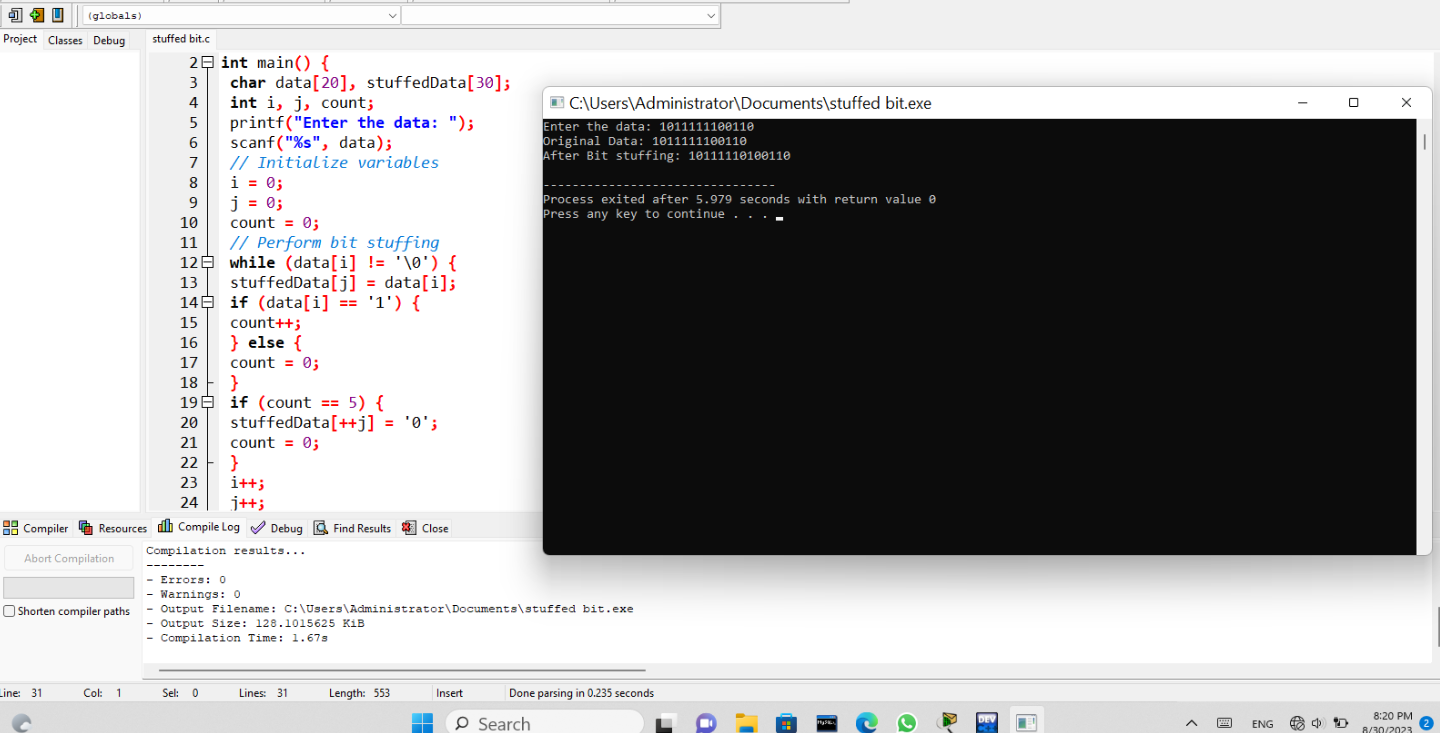 (globals)
Project Classes Debug
stuffed bit.c
2 int main() {
3 char data[20], stuffedData[30];
4 int i, j, count;
5 printf("Enter the data: ");
6 scanf("%s", data);
7 // Initialize variables
8 i = 0;
9 j = 0;
10 count = 0;
11 // Perform bit stuffing
12 while (data[i] != '\0') {
13 stuffedData[j] = data[i];
14 if (data[i] == '1') {
15 count++;
16 } else {
17 count = 0;
18 }
19 if (count == 5) {
20 stuffedData[++j] = '0';
21 count = 0;
22 }
23 i++;
24 j++;
C:\Users\Administrator\Documents\stuffed bit.exe
Enter the data: 1011111100110
Original Data: 1011111100110
After Bit stuffing: 10111110100110
--------------------------------
Process exited after 5.979 seconds with return value 0
Press any key to continue . . .
Compiler Resources Compile Log Debug Find Results Close
Abort Compilation
Shorten compiler paths
Compilation results...
--------
- Errors: 0
- Warnings: 0
- Output Filename: C:\Users\Administrator\Documents\stuffed bit.exe
- Output Size: 128.1015625 KiB
- Compilation Time: 1.67s
Line: 31 Col: 1 Sel: 0 Lines: 31 Length: 553 Insert Done parsing in 0.235 seconds
Search
DEV
ENG
8:20 PM
8/30/2023
2